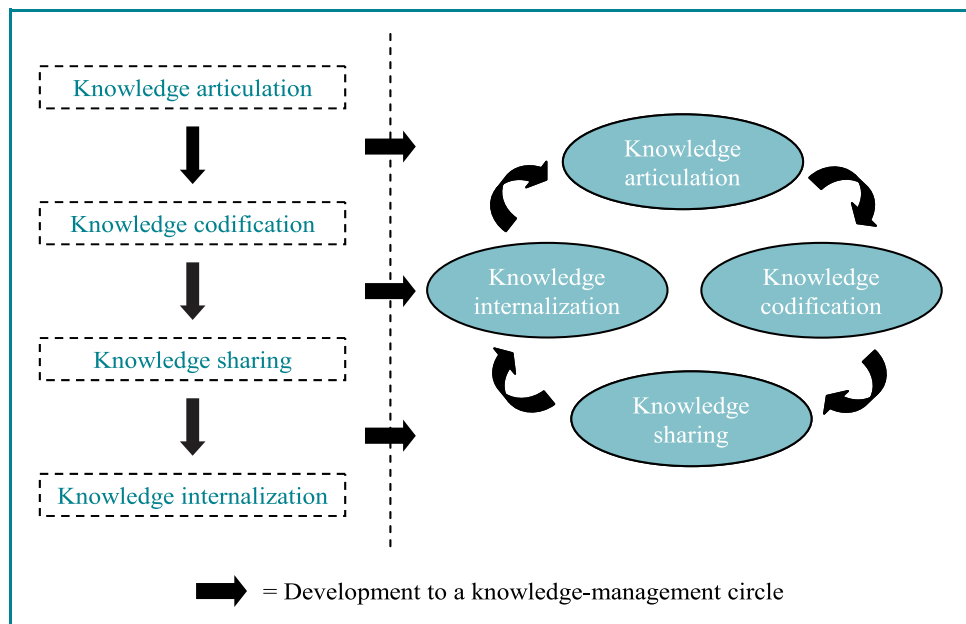 Knowledge articulation
Knowledge codification
Knowledge sharing
Knowledge internalization
Knowledge
articulation
Knowledge
codification
Knowledge
sharing
Knowledge
internalization
= Development to a knowledge-management circle